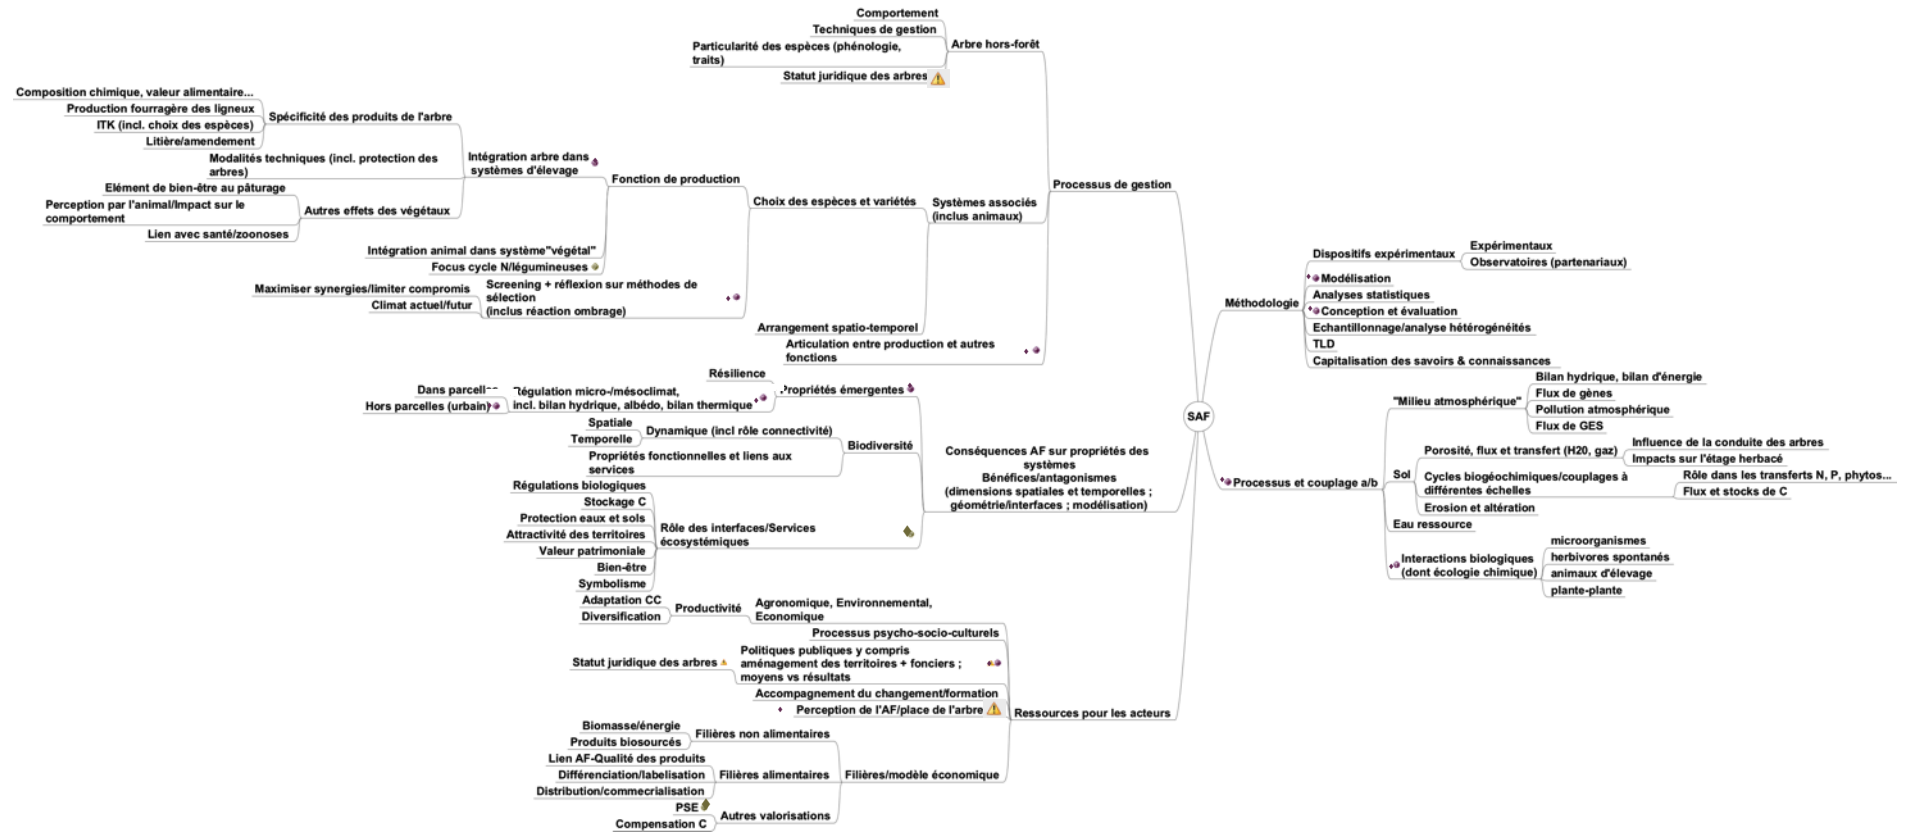 Comportement
Techniques de gestion
Particularité des espèces (phénologie,
traits)
Statut juridique des arbres
Arbre hors-forêt
Composition chimique, valeur alimentaire...
Production fourragère des ligneux
ITK (incl. choix des espèces)
Litière/amendement
Spécificité des produits de l'arbre
Modalités techniques (incl. protection des
arbres)
Elément de bien-être au pâturage
Perception par l'animal/Impact sur le
comportement
Lien avec santé/zoonoses
Autres effets des végétaux
Intégration arbre dans
systèmes d'élevage
Intégration animal dans système"végétal"
Focus cycle N/légumineuses
Fonction de production
Maximiser synergies/limiter compromis
Climat actuel/futur
Screening + réflexion sur méthodes de
sélection
(inclus réaction ombrage)
Choix des espèces et variétés
Arrangement spatio-temporel
Systèmes associés
(inclus animaux)
Articulation entre production et autres
fonctions
Processus de gestion
Résilience
Dans parcell
Hors parcelles (urbain)
égulation micro-/mésoclimat,
incl. bilan hydrique, albédo, bilan thermique
ropriétés émergentes
Spatiale
Temporelle
Dynamique (incl rôle connectivité)
Propriétés fonctionnelles et liens aux
services
Biodiversité
Régulations biologiques
Stockage C
Protection eaux et sols
Attractivité des territoires
Valeur patrimoniale
Bien-être
Symbolisme
Rôle des interfaces/Services
écosystémiques
Conséquences AF sur propriétés des
systèmes
Bénéfices/antagonismes
(dimensions spatiales et temporelles ;
géométrie/interfaces ; modélisation)
Adaptation CC
Diversification
Productivité
Agronomique, Environnemental,
Economique
Processus psycho-socio-culturels
Statut juridique des arbres
Politiques publiques y compris
aménagement des territoires + fonciers ;
moyens vs résultats
Accompagnement du changement/formation
Perception de l'AF/place de l'arbre
Biomasse/énergie
Produits biosourcés
Filières non alimentaires
Lien AF-Qualité des produits
Différenciation/labelisation
Distribution/commecrialisation
Filières alimentaires
PSE
Compensation C
Autres valorisations
Filières/modèle économique
Ressources pour les acteurs
SAF
Méthodologie
Dispositifs expérimentaux
Expérimentaux
Observatoires (partenariaux)
Modélisation
Analyses statistiques
Conception et évaluation
Echantillonnage/analyse hétérogénéités
TLD
Capitalisation des savoirs & connaissances
Processus et couplage a/b
"Milieu atmosphérique"
Bilan hydrique, bilan d'énergie
Flux de gènes
Pollution atmosphérique
Flux de GES
Sol
Porosité, flux et transfert (H20, gaz)
Influence de la conduite des arbres
Impacts sur l'étage herbacé
Cycles biogéochimiques/couplages à
différentes échelles
Rôle dans les transferts N, P, phytos...
Flux et stocks de C
Erosion et altération
Eau ressource
Interactions biologiques
(dont écologie chimique)
microorganismes
herbivores spontanés
animaux d'élevage
plante-plante